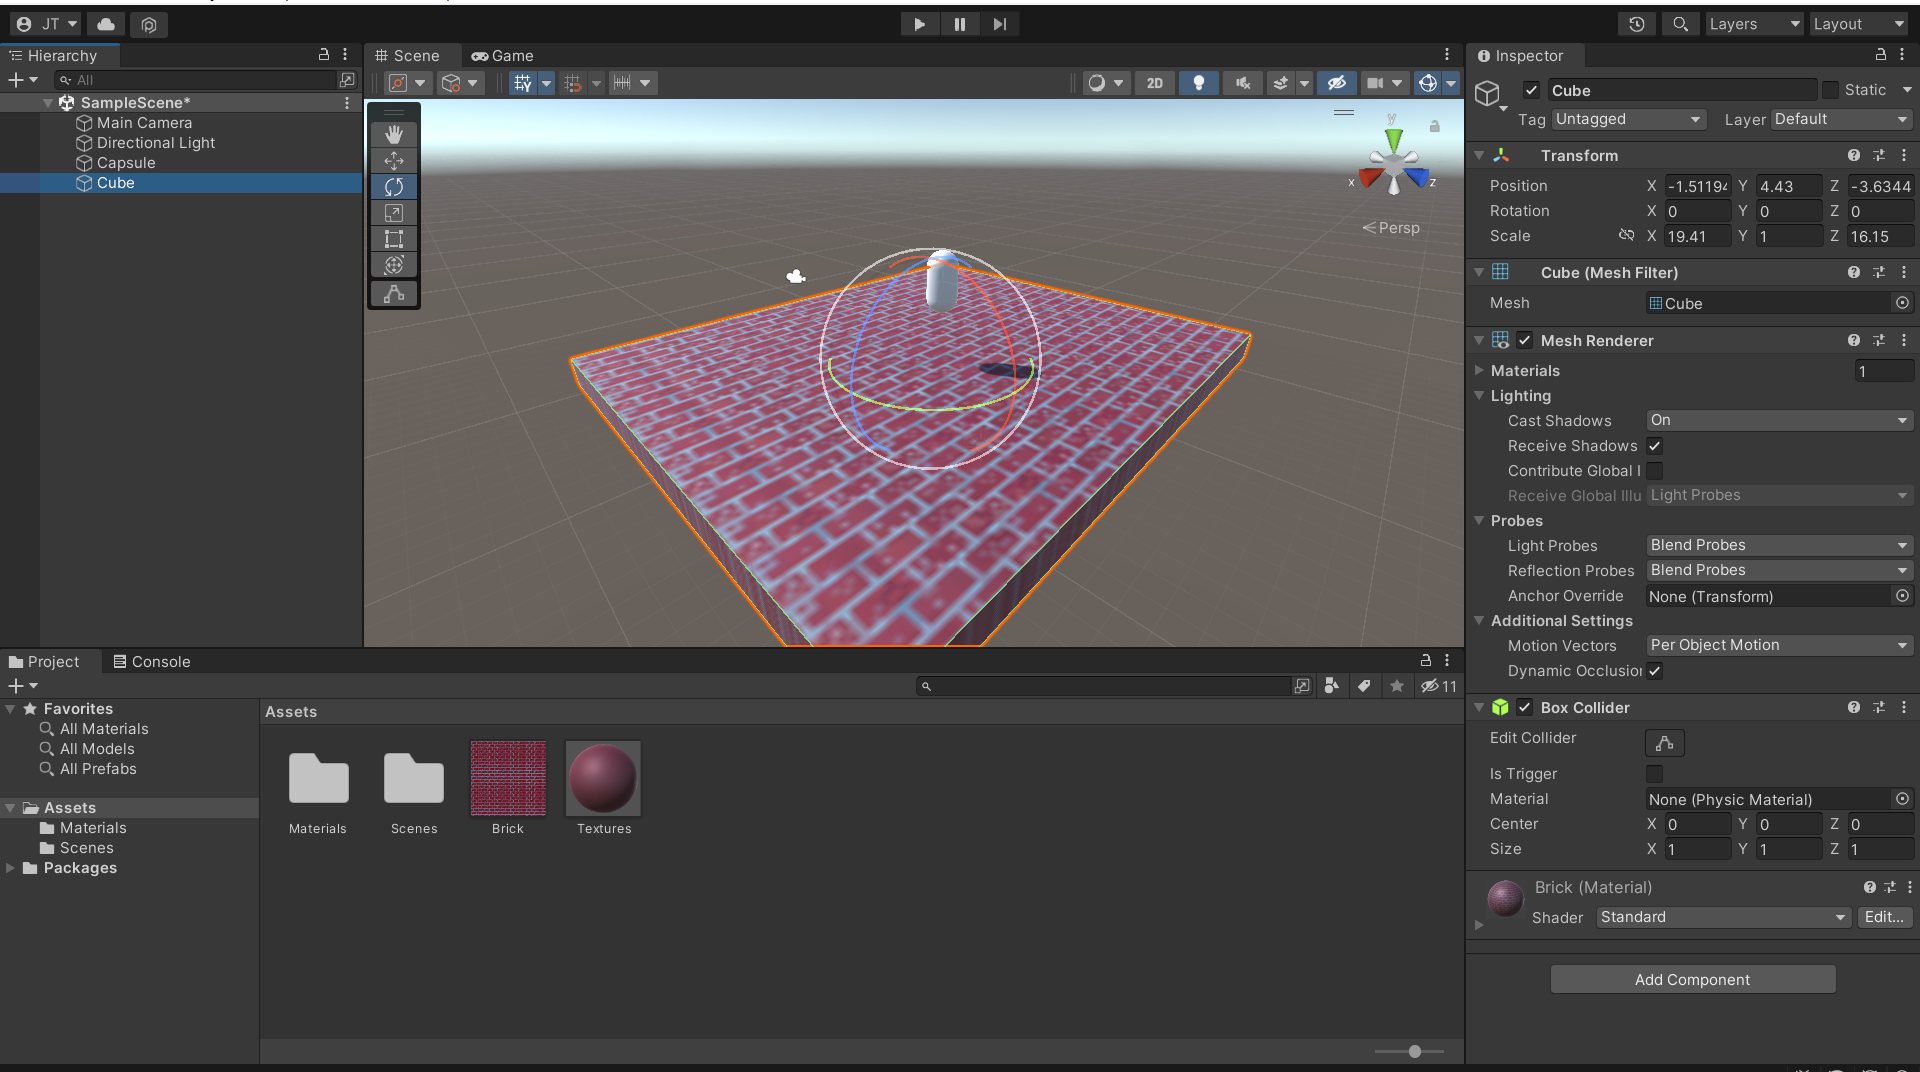 JT
Layers
Layout
Hierarchy
All
SampleScene*
Main Camera
Directional Light
Capsule
Cube
Scene
Game
2D
y
x
z
Persp
Inspector
Cube
Static
Tag Untagged
Layer Default
Transform
Position X -1.5119 Y 4.43 Z -3.6344
Rotation X 0 Y 0 Z 0
Scale X 19.41 Y 1 Z 16.15
Cube (Mesh Filter)
Mesh Cube
Mesh Renderer
Materials 1
Lighting
Cast Shadows On
Receive Shadows
Contribute Global I
Receive Global Illu Light Probes
Probes
Light Probes Blend Probes
Reflection Probes Blend Probes
Anchor Override None (Transform)
Additional Settings
Motion Vectors Per Object Motion
Dynamic Occlusion
Box Collider
Edit Collider
Is Trigger
Material None (Physic Material)
Center X 0 Y 0 Z 0
Size X 1 Y 1 Z 1
Brick (Material)
Shader Standard Edit...
Add Component
Project
Console
11
Favorites
All Materials
All Models
All Prefabs
Assets
Materials
Scenes
Packages
Assets
Materials
Scenes
Brick
Textures